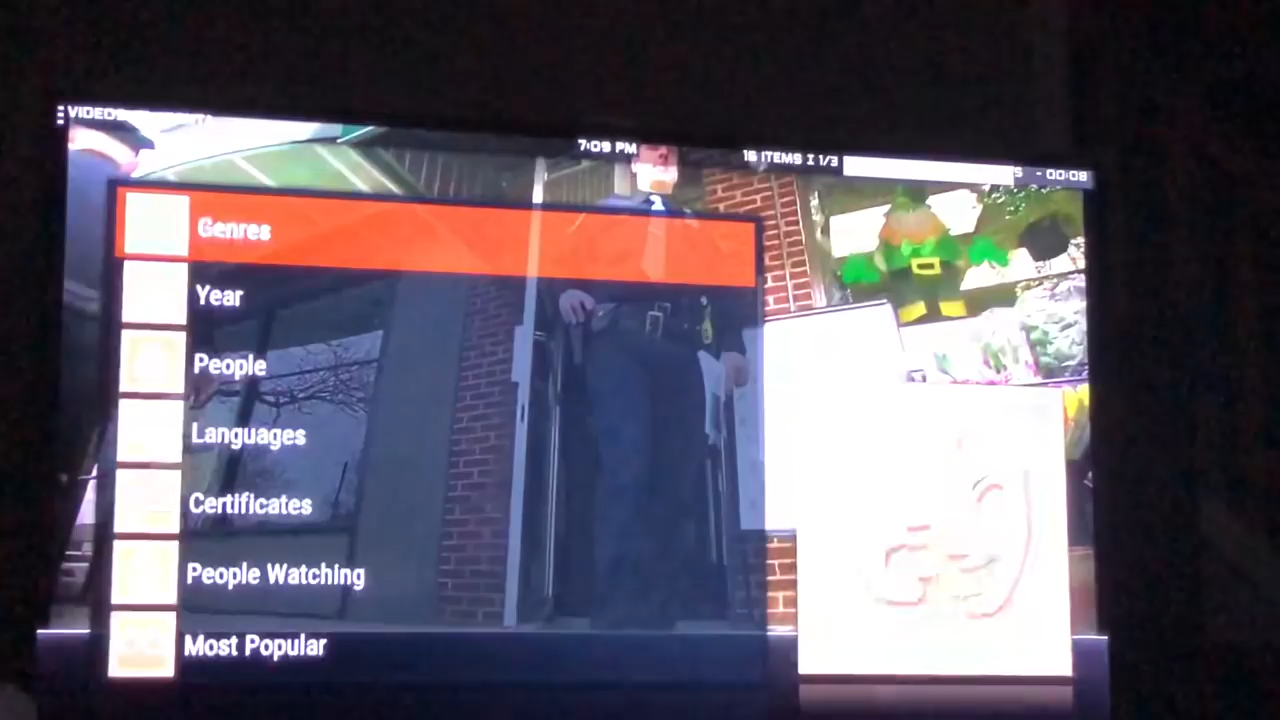 VIDEOS
7:09 PM
16 ITEMS I 1/3
S - 00:08
Genres
Year
People
Languages
Certificates
People Watching
Most Popular